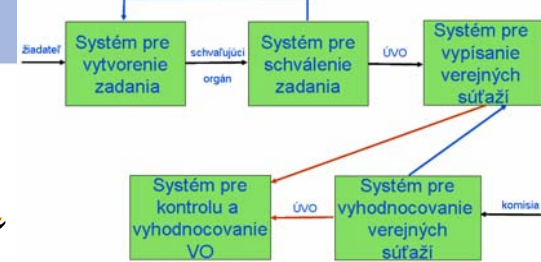 žiadateľ
Systém pre
vytvorenie
zadania
schvaľujúci
orgán
Systém pre
schválenie
zadania
ÚVO
Systém pre
vypísanie
verejných
súťaží
Systém pre
kontrolu a
vyhodnocovanie
VO
ÚVO
Systém pre
vyhodnocovanie
verejných
súťaží
komisia